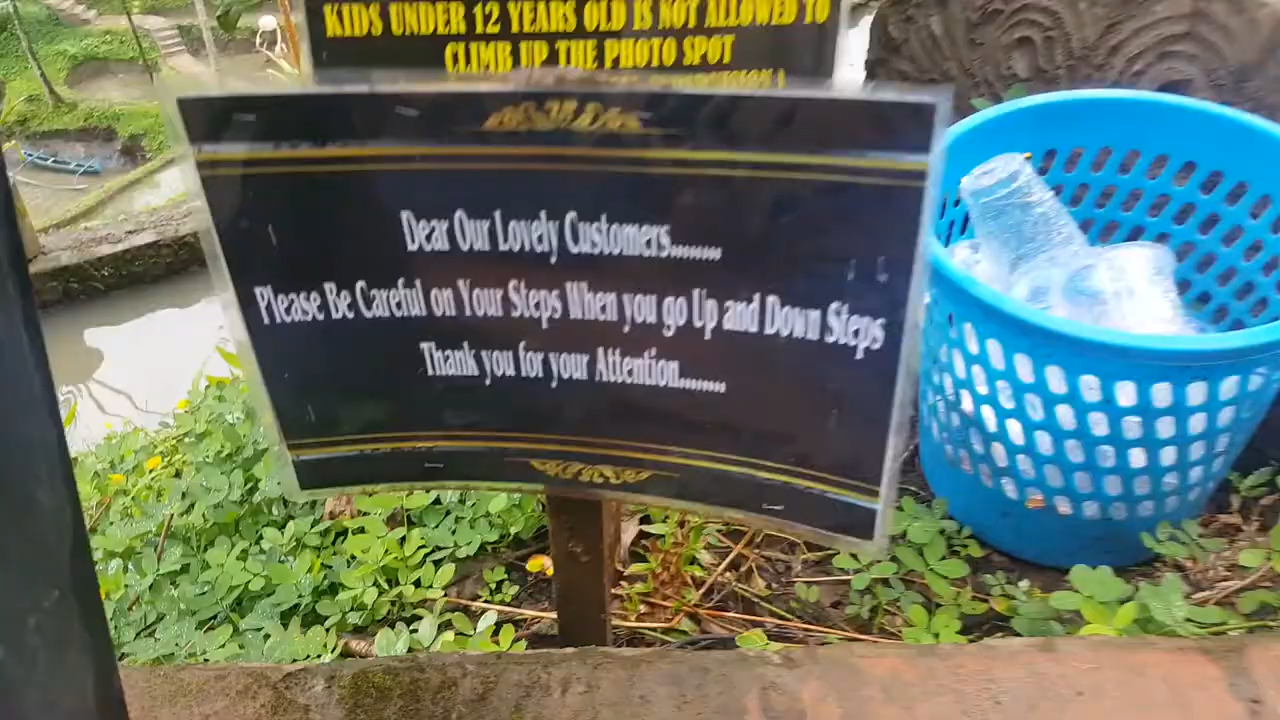 KIDS UNDER 12 YEARS OLD IS NOT ALLOWED TO
CLIMB UP THE PHOTO SPOT
Dear Our Lovely Customers........
Please Be Careful on Your Steps When you go Up and Down Steps
Thank you for your Attention........